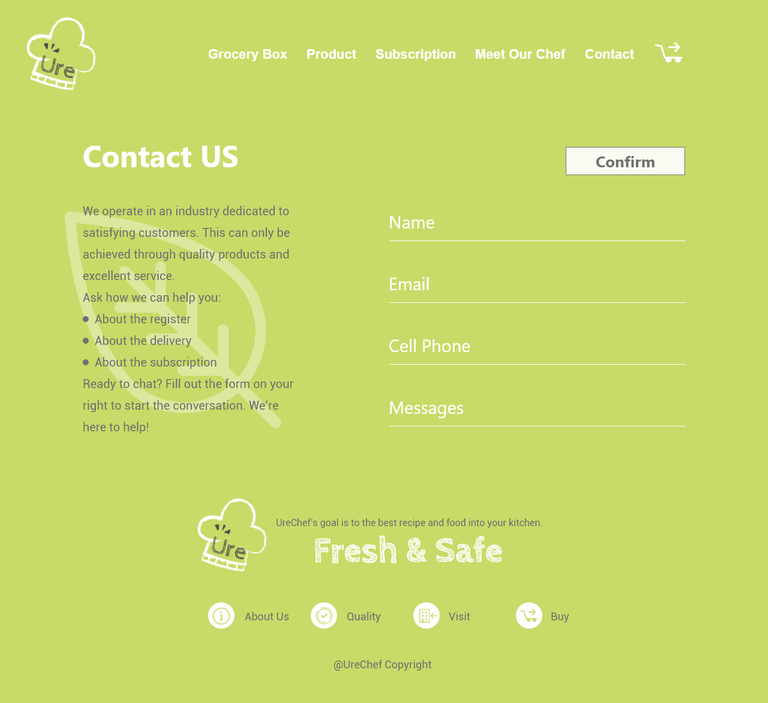 Ure
Grocery Box Product Subscription Meet Our Chef Contact
Contact US
Confirm
We operate in an industry dedicated to
satisfying customers. This can only be
achieved through quality products and
excellent service.
Ask how we can help you:
● About the register
● About the delivery
● About the subscription
Ready to chat? Fill out the form on your
right to start the conversation. We're
here to help!
Name
Email
Cell Phone
Messages
Ure
UreChef's goal is to the best recipe and food into your kitchen.
Fresh & Safe
About Us Quality Visit Buy
@UreChef Copyright